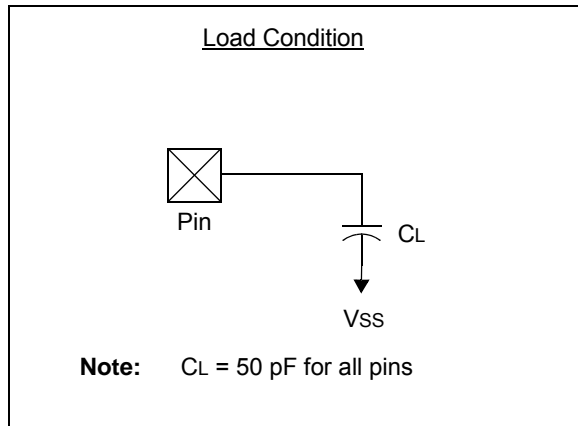 Load Condition
Pin
CL
VSS
Note: CL = 50 pF for all pins